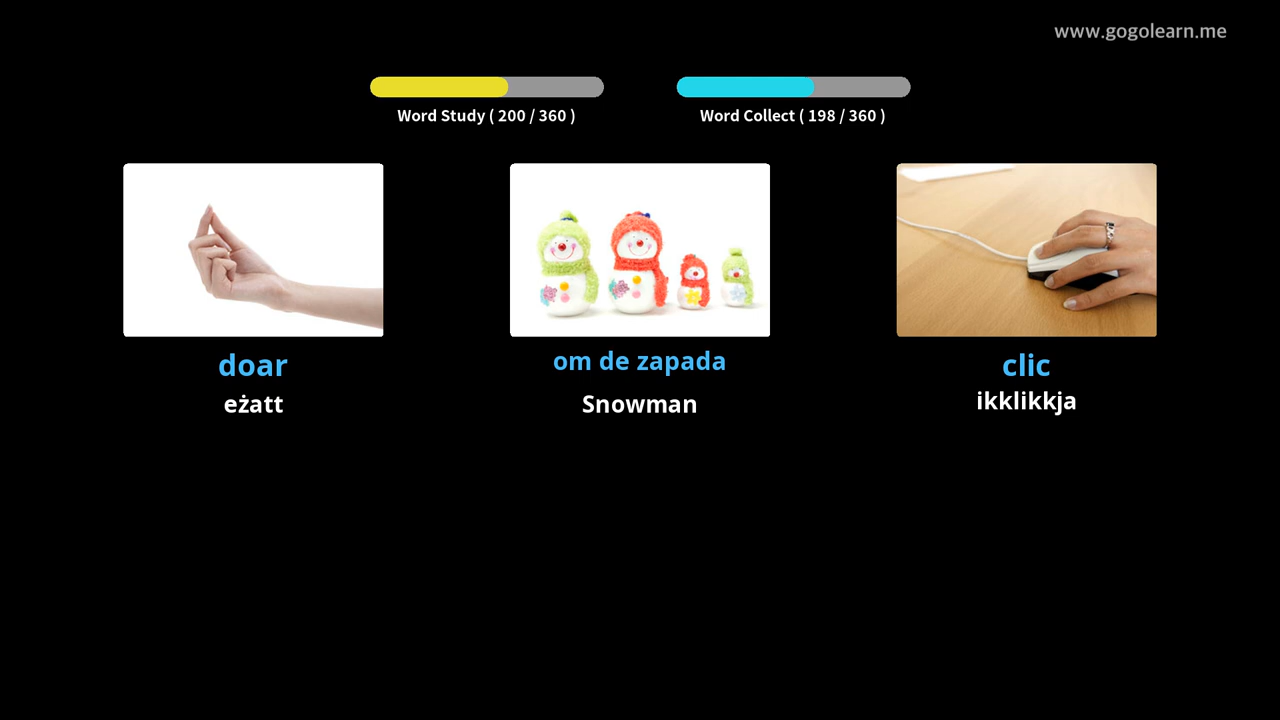 www.gogolearn.me
Word Study ( 200 / 360 )
Word Collect ( 198 / 360 )
doar
om de zapada
clic
eżatt
Snowman
ikklikkja